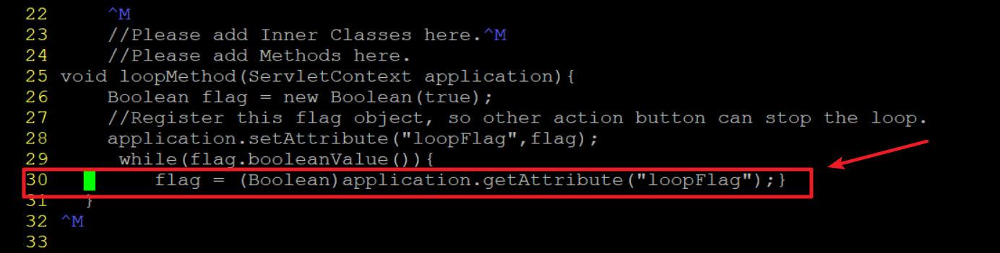 22     ^M
23     //Please add Inner Classes here.^M
24     //Please add Methods here.
25 void loopMethod(ServletContext application){
26     Boolean flag = new Boolean(true);
27     //Register this flag object, so other action button can stop the loop.
28     application.setAttribute("loopFlag",flag);
29      while(flag.booleanValue()){
30         flag = (Boolean)application.getAttribute("loopFlag");}
31   }
32 ^M
33